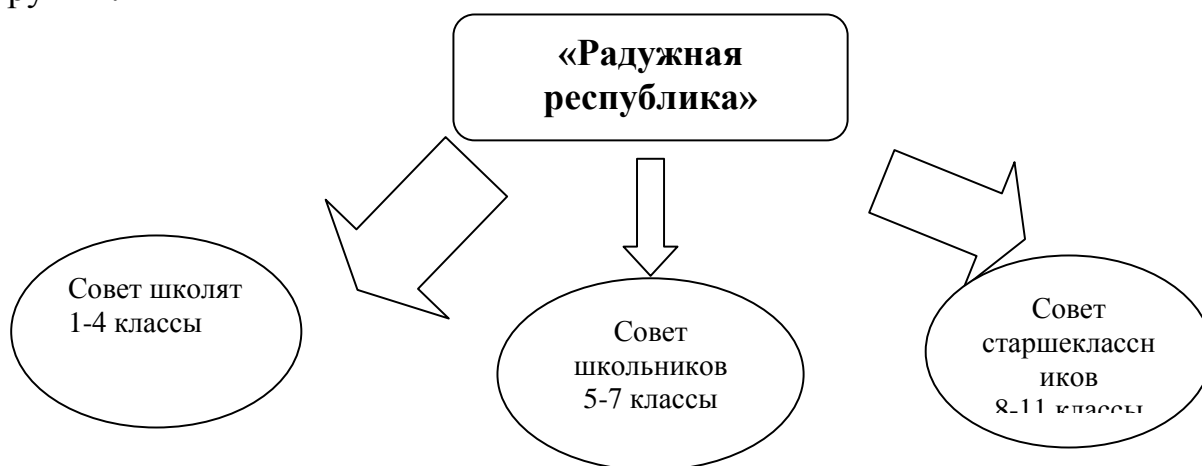 «Радужная
республика»
Совет школят
1-4 классы
Совет
школьников
5-7 классы
Совет
старшеклассн
иков
8-11 классы